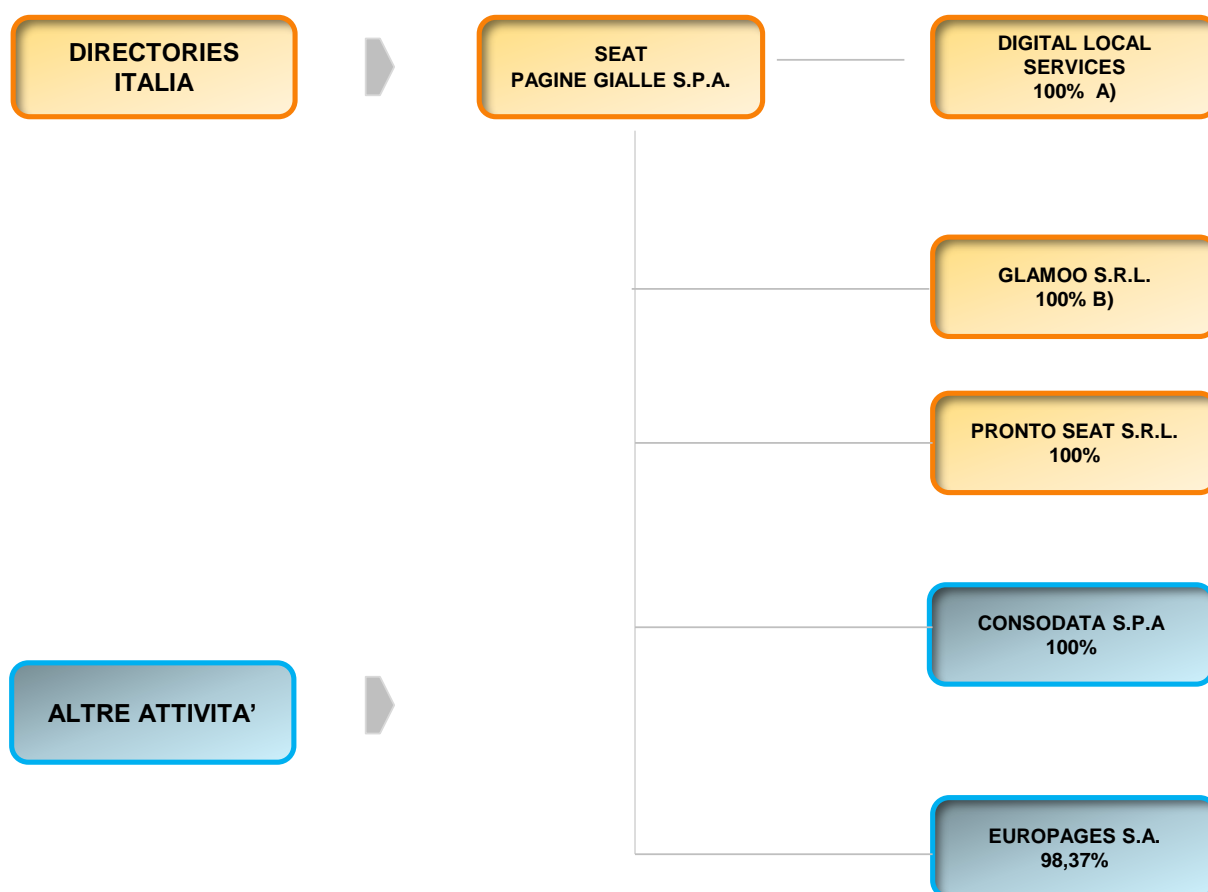 DIRECTORIES
ITALIA
SEAT
PAGINE GIALLE S.P.A.
DIGITAL LOCAL
SERVICES
100%  A)
GLAMOO S.R.L.
100% B)
PRONTO SEAT S.R.L.
100%
CONSODATA S.P.A
100%
ALTRE ATTIVITA’
EUROPAGES S.A.
98,37%